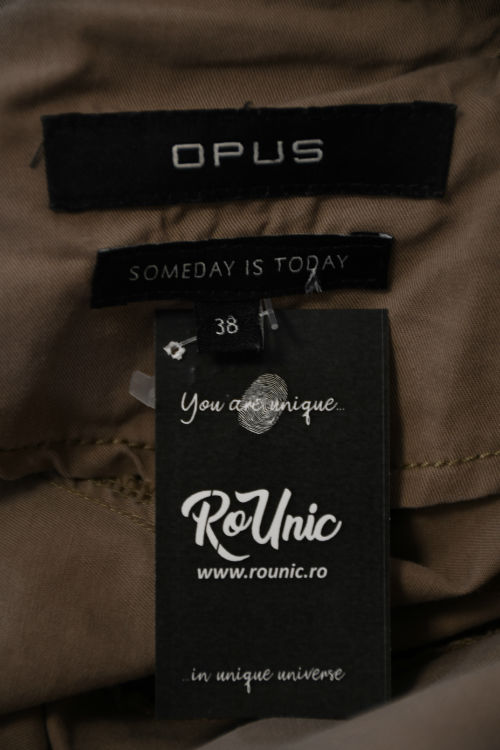 OPUS
SOMEDAY IS TODAY
38
You are unique...
RoUnic
www.rounic.ro
...in unique universe